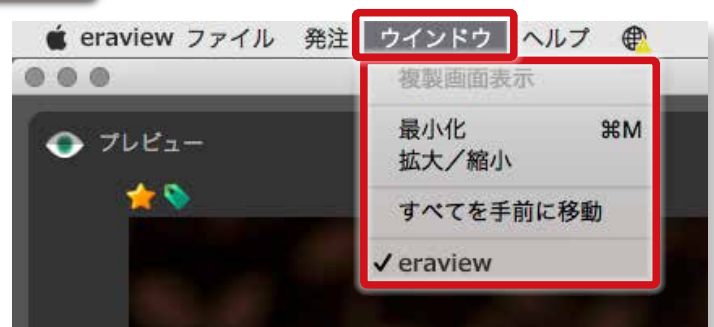 eraview ファイル 発注 ウインドウ ヘルプ
複製画面表示
最小化 ⌘M
拡大／縮小
すべてを手前に移動
✓ eraview
プレビュー